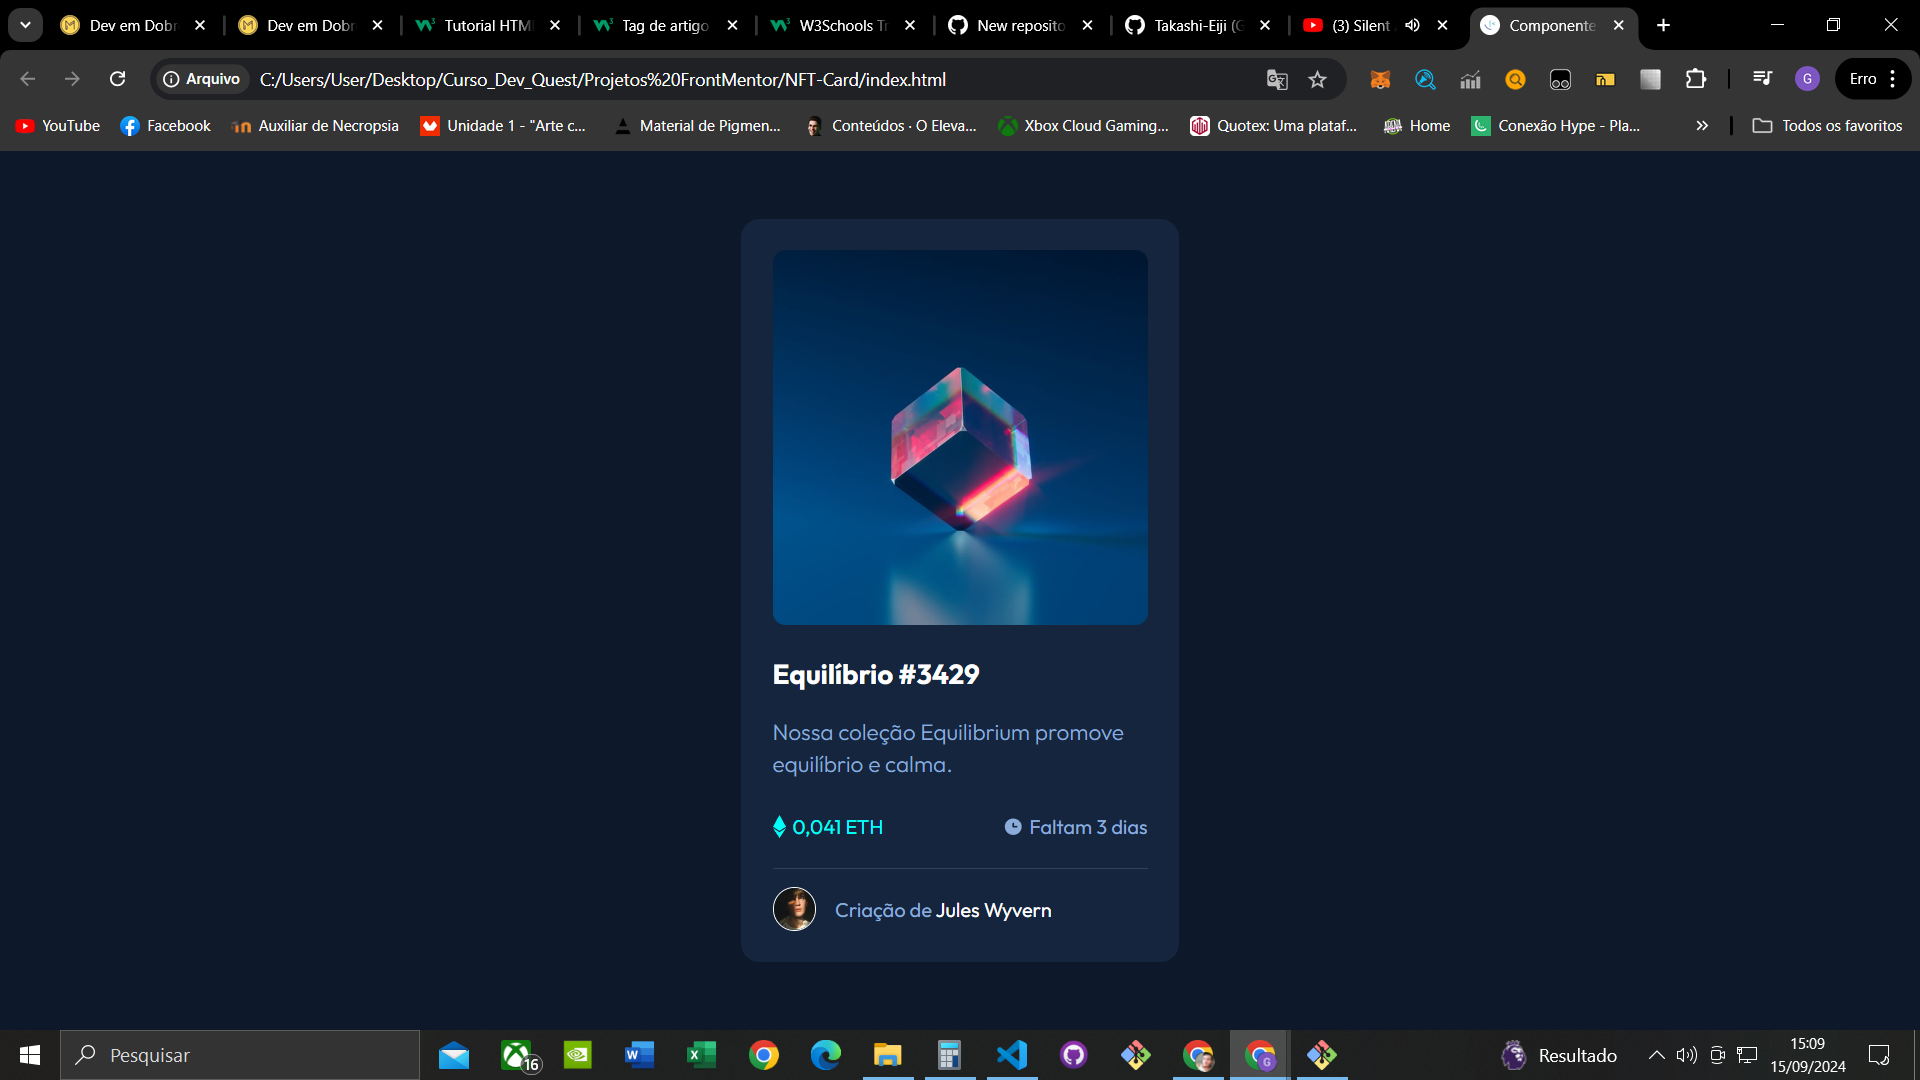 Dev em Dobr
Dev em Dobr
Tutorial HTM
Tag de artigo
W3Schools Tr
New reposito
Takashi-Eiji (G
(3) Silent
Componente
Arquivo
C:/Users/User/Desktop/Curso_Dev_Quest/Projetos%20FrontMentor/NFT-Card/index.html
G
Erro
YouTube
Facebook
Auxiliar de Necropsia
Unidade 1 - "Arte c...
Material de Pigmen...
Conteúdos · O Eleva...
Xbox Cloud Gaming...
Quotex: Uma plataf...
Home
Conexão Hype - Pla...
Todos os favoritos
Equilíbrio #3429
Nossa coleção Equilibrium promove
equilíbrio e calma.
0,041 ETH
Faltam 3 dias
Criação de Jules Wyvern
Pesquisar
16
Resultado
15:09
15/09/2024